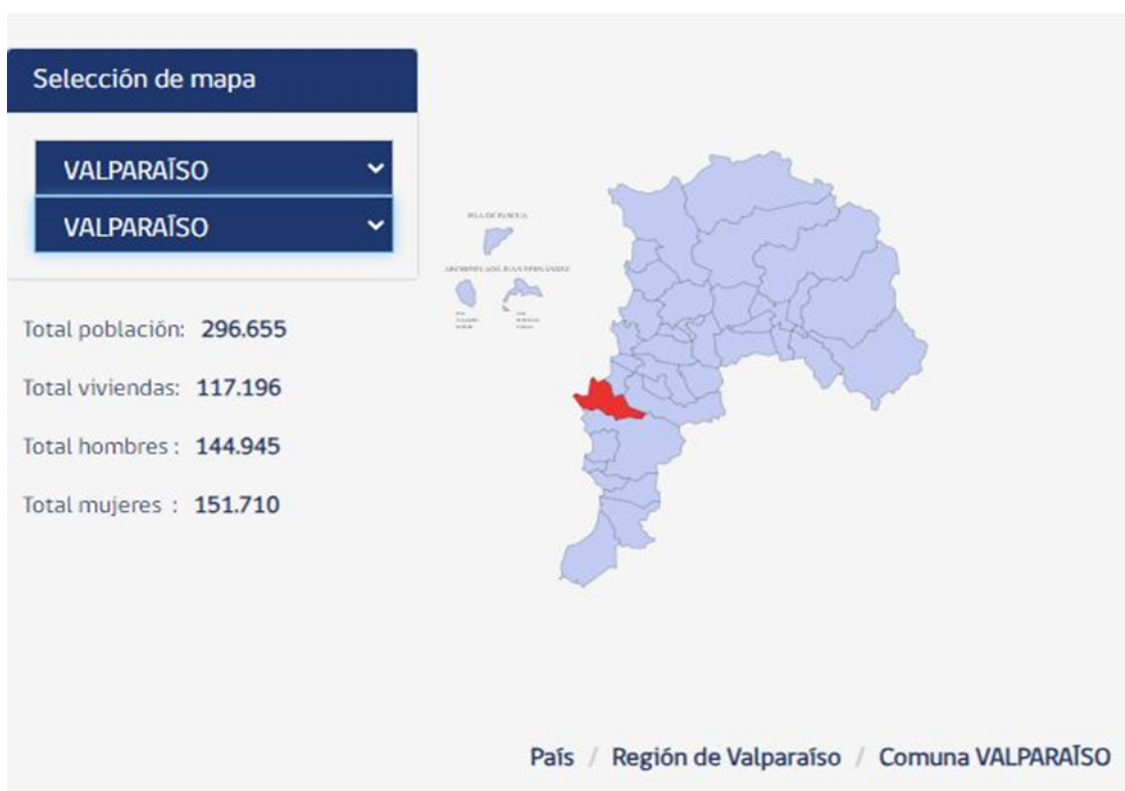 Selección de mapa
VALPARAÍSO
VALPARAÍSO
Total población: 296.655
Total viviendas: 117.196
Total hombres : 144.945
Total mujeres : 151.710
País / Región de Valparaíso / Comuna VALPARAÍSO